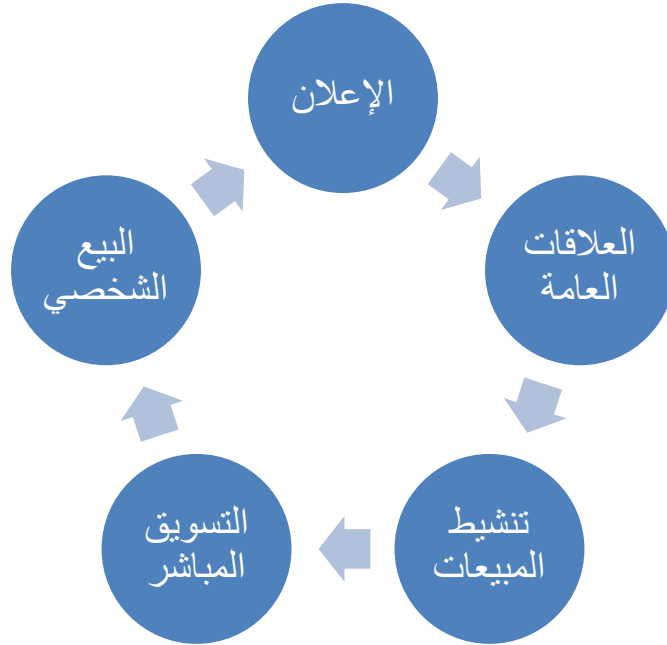 الإعلان
العلاقات
العامة
تنشيط
المبيعات
التسويق
المباشر
البيع
الشخصي